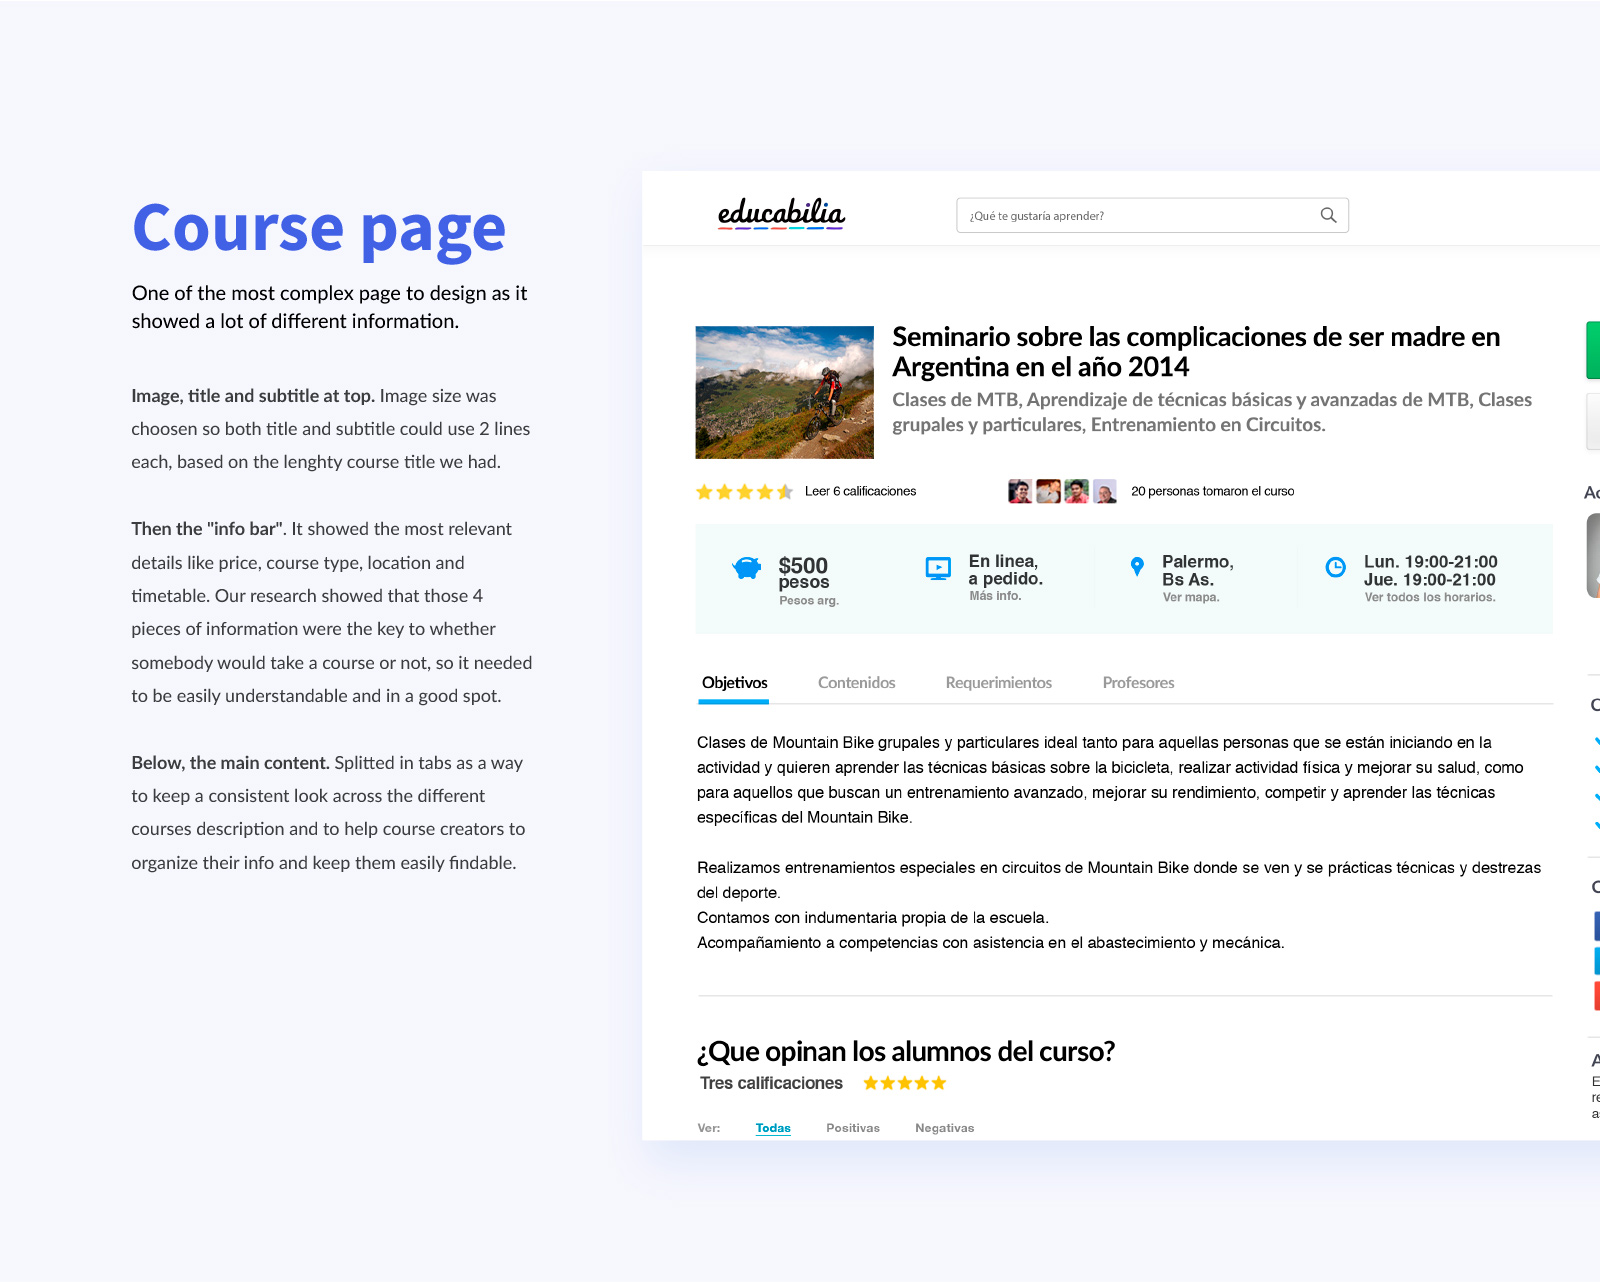 Course page
One of the most complex page to design as it
showed a lot of different information.
Image, title and subtitle at top. Image size was
choosen so both title and subtitle could use 2 lines
each, based on the lenghty course title we had.
Then the "info bar". It showed the most relevant
details like price, course type, location and
timetable. Our research showed that those 4
pieces of information were the key to whether
somebody would take a course or not, so it needed
to be easily understandable and in a good spot.
Below, the main content. Splitted in tabs as a way
to keep a consistent look across the different
courses description and to help course creators to
organize their info and keep them easily findable.
educabilia
¿Qué te gustaría aprender?
Seminario sobre las complicaciones de ser madre en
Argentina en el año 2014
Clases de MTB, Aprendizaje de técnicas básicas y avanzadas de MTB, Clases
grupales y particulares, Entrenamiento en Circuitos.
Leer 6 calificaciones
20 personas tomaron el curso
$500
pesos
Pesos arg.
En linea,
a pedido.
Más info.
Palermo,
Bs As.
Ver mapa.
Lun. 19:00-21:00
Jue. 19:00-21:00
Ver todos los horarios.
Objetivos Contenidos Requerimientos Profesores
Clases de Mountain Bike grupales y particulares ideal tanto para aquellas personas que se están iniciando en la
actividad y quieren aprender las técnicas básicas sobre la bicicleta, realizar actividad física y mejorar su salud, como
para aquellos que buscan un entrenamiento avanzado, mejorar su rendimiento, competir y aprender las técnicas
específicas del Mountain Bike.
Realizamos entrenamientos especiales en circuitos de Mountain Bike donde se ven y se prácticas técnicas y destrezas
del deporte.
Contamos con indumentaria propia de la escuela.
Acompañamiento a competencias con asistencia en el abastecimiento y mecánica.
¿Que opinan los alumnos del curso?
Tres calificaciones
Ver: Todas Positivas Negativas